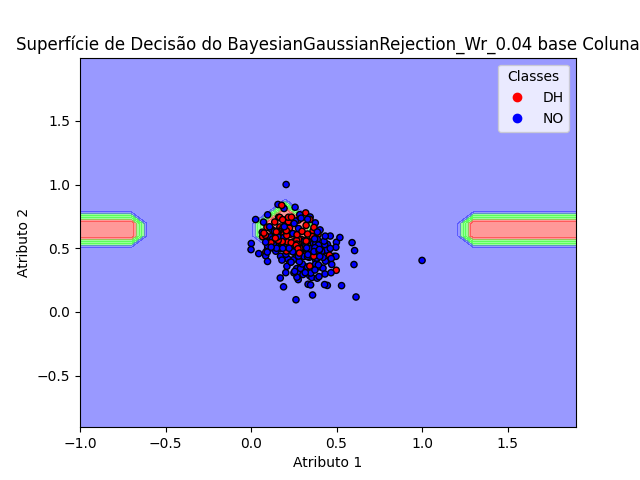 Superfície de Decisão do BayesianGaussianRejection_Wr_0.04 base Coluna
Classes
DH
NO
1.5
1.0
0.5
0.0
−0.5
Atributo 2
−1.0
−0.5
0.0
0.5
1.0
1.5
Atributo 1